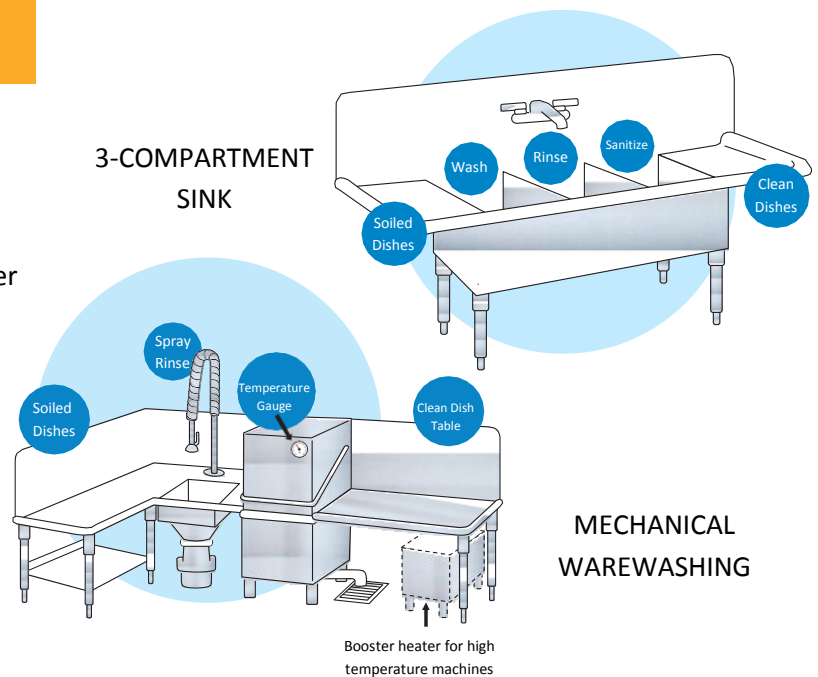 3-COMPARTMENT
SINK
Wash
Rinse
Sanitize
Soiled
Dishes
Clean
Dishes
er
Spray
Rinse
Temperature
Gauge
Soiled
Dishes
Clean Dish
Table
MECHANICAL
WAREWASHING
Booster heater for high
temperature machines